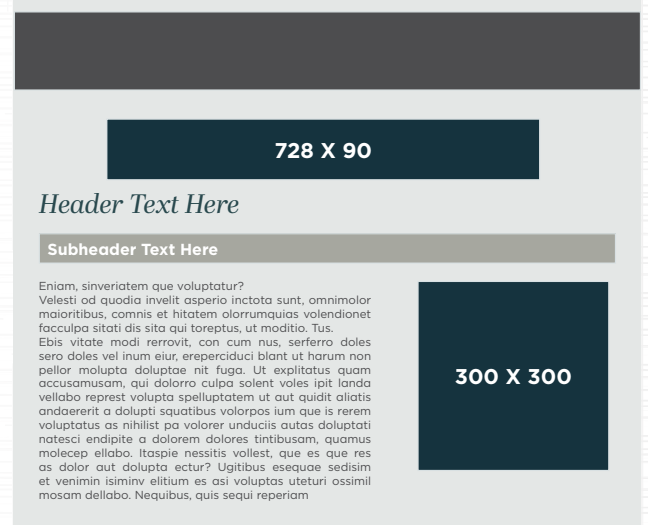 728 X 90
Header Text Here
Subheader Text Here
Eniam, sinveriatem que voluptatur?
Velesti od quodia invelit asperio inctota sunt, omnimolor
maioritibus, comnis et hitatem olorrumquias volendionet
facculpa sitati dis sita qui toreptus, ut moditio. Tus.
Ebis vitate modi rerrovit, con cum nus, serferro doles
sero doles vel inum eiur, ereperciduci blant ut harum non
pellor molupta doluptae nit fuga. Ut explitatus quam
accusamusam, qui dolorro culpa solent voles ipit landa
vellabo represt volupta spelluptatem ut aut quidit aliatis
andaererit a dolupti squatibus volorpos ium que is rerem
voluptatus as nihilist pa volorer unduciis autas doluptati
natesci endipite a dolorem dolores tintibusam, quamus
molecep ellabo. Itaspie nessitis vollest, que es que res
as dolor aut dolupta ectur? Ugitibus esequae sedisim
et venimin isiminv elitium es asi voluptas uteturi ossimil
mosam dellabo. Nequibus, quis sequi reperiam
300 X 300